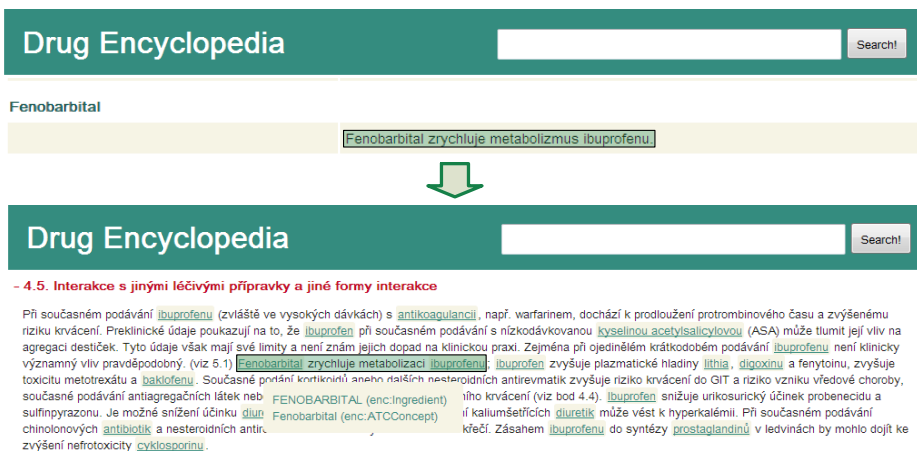 Drug Encyclopedia
Search!
Fenobarbital
Fenobarbital zrychluje metabolizmus ibuprofenu.
Drug Encyclopedia
Search!
- 4.5. Interakce s jinými léčivými přípravky a jiné formy interakce
Při současném podávání ibuprofenu (zvláště ve vysokých dávkách) s antikoagulancii, např. warfarinem, dochází k prodloužení protrombinového času a zvýšenému
riziku krvácení. Preklinické údaje poukazují na to, že ibuprofen při současném podávání s nízkodávkovanou kyselinou acetylsalicylovou (ASA) může tlumit její vliv na
agregaci destiček. Tyto údaje však mají své limity a není znám jejich dopad na klinickou praxi. Zejména při ojedinělém krátkodobém podávání ibuprofenu není klinicky
významný vliv pravděpodobný. (viz 5.1) Fenobarbital zrychluje metabolizaci ibuprofenu; ibuprofen zvyšuje plazmatické hladiny lithia, digoxinu a fenytoinu, zvyšuje
toxicitu metotrexátu a baklofenu. Současné podání kortikoidů anebo dalších nesteroidních antirevmatik zvyšuje riziko krvácení do GIT a riziko vzniku vředové choroby,
současné podávání antiagregačních látek neb ního krvácení (viz bod 4.4). Ibuprofen snižuje urikosurický účinek probenecidu a
FENOBARBITAL (enc:Ingredient)
sulfinpyrazonu. Je možné snížení účinku diur ní kaliumšetřících diuretik může vést k hyperkalémii. Při současném podávání
Fenobarbital (enc:ATCConcept)
chinolonových antibiotik a nesteroidních antir křečí. Zásahem ibuprofenu do syntézy prostaglandinů v ledvinách by mohlo dojít ke
zvýšení nefrotoxicity cyklosporinu.